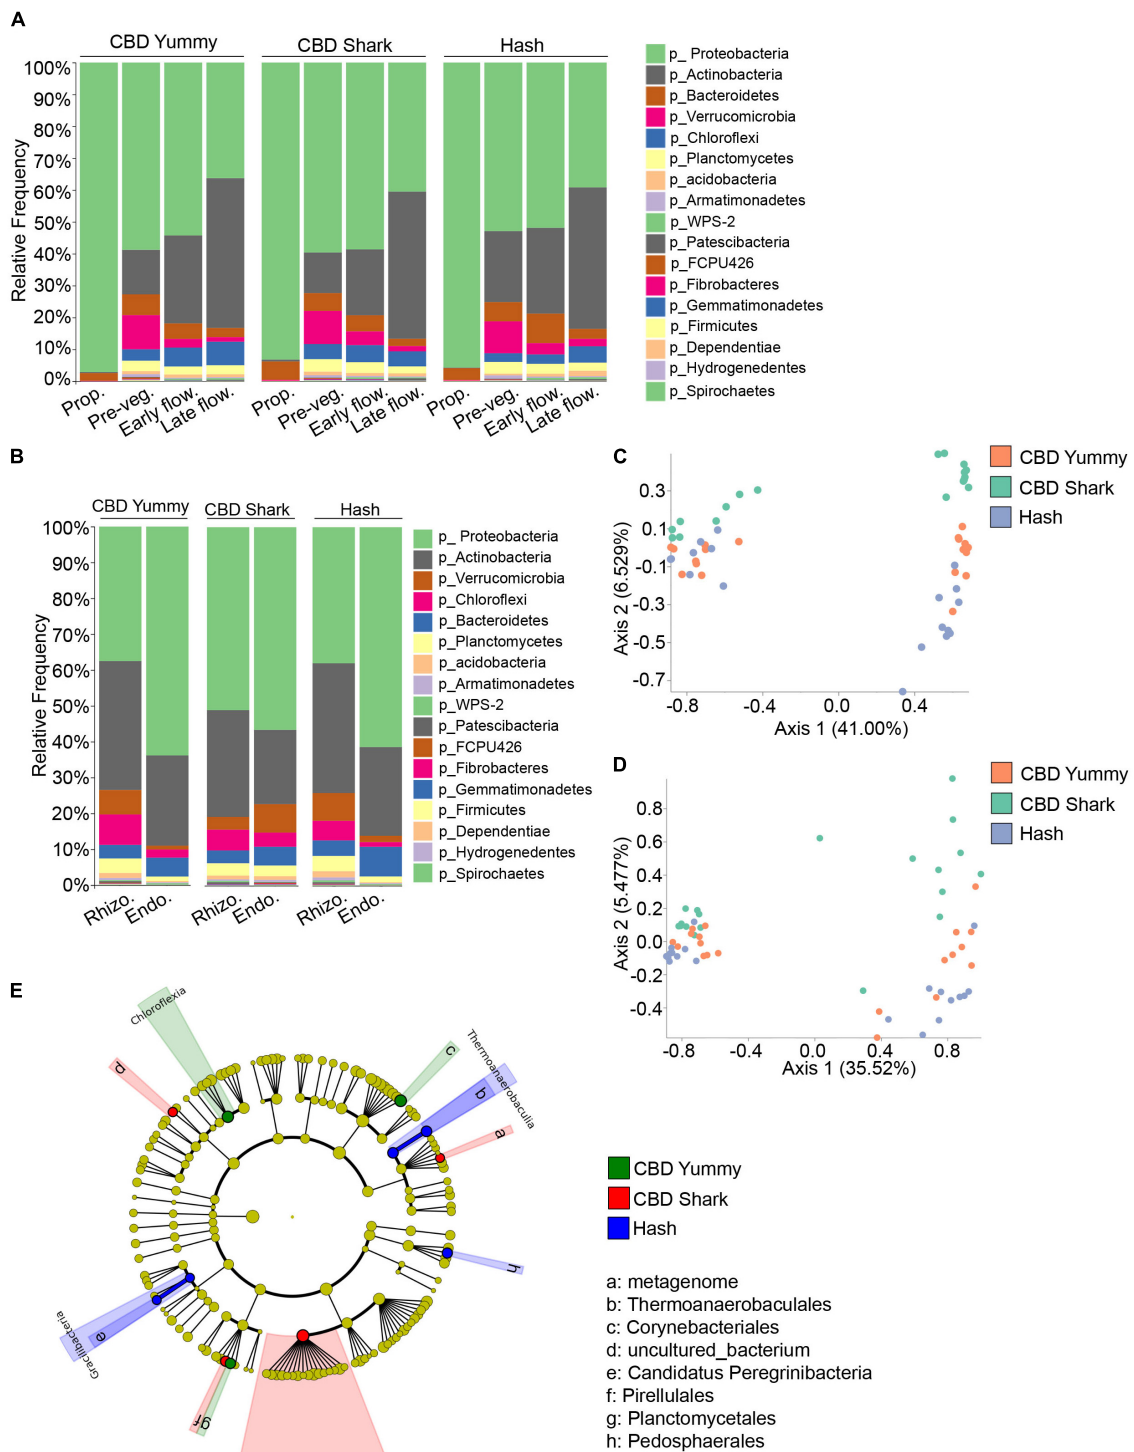 A
CBD Yummy
CBD Shark
Hash
100%
90%
80%
70%
60%
50%
40%
30%
20%
10%
0%
Relative Frequency
Prop.
Pre-veg.
Early flow.
Late flow.
Prop.
Pre-veg.
Early flow.
Late flow.
Prop.
Pre-veg.
Early flow.
Late flow.
p_ Proteobacteria
p_Actinobacteria
p_Bacteroidetes
p_Verrucomicrobia
p_Chloroflexi
p_Planctomycetes
p_acidobacteria
p_Armatimonadetes
p_WPS-2
p_Patescibacteria
p_FCPU426
p_Fibrobacteres
p_Gemmatimonadetes
p_Firmicutes
p_Dependentiae
p_Hydrogenedentes
p_Spirochaetes
B
CBD Yummy
CBD Shark
Hash
100%
90%
80%
70%
60%
50%
40%
30%
20%
10%
0%
Relative Frequency
Rhizo.
Endo.
Rhizo.
Endo.
Rhizo.
Endo.
p_ Proteobacteria
p_Actinobacteria
p_Verrucomicrobia
p_Chloroflexi
p_Bacteroidetes
p_Planctomycetes
p_acidobacteria
p_Armatimonadetes
p_WPS-2
p_Patescibacteria
p_FCPU426
p_Fibrobacteres
p_Gemmatimonadetes
p_Firmicutes
p_Dependentiae
p_Hydrogenedentes
p_Spirochaetes
C
0.3
0.1
-0.1
-0.3
-0.5
-0.7
Axis 2 (6.529%)
-0.8
-0.4
0.0
0.4
Axis 1 (41.00%)
CBD Yummy
CBD Shark
Hash
D
0.8
0.6
0.4
0.2
0.0
-0.2
-0.4
Axis 2 (5.477%)
-0.8
-0.4
0.0
0.4
0.8
Axis 1 (35.52%)
CBD Yummy
CBD Shark
Hash
E
Chloroflexia
d
c
Thermoanaerobaculia
b
a
h
Gracilibacteria
e
g
f
CBD Yummy
CBD Shark
Hash
a: metagenome
b: Thermoanaerobaculales
c: Corynebacteriales
d: uncultured_bacterium
e: Candidatus Peregrinibacteria
f: Pirellulales
g: Planctomycetales
h: Pedosphaerales